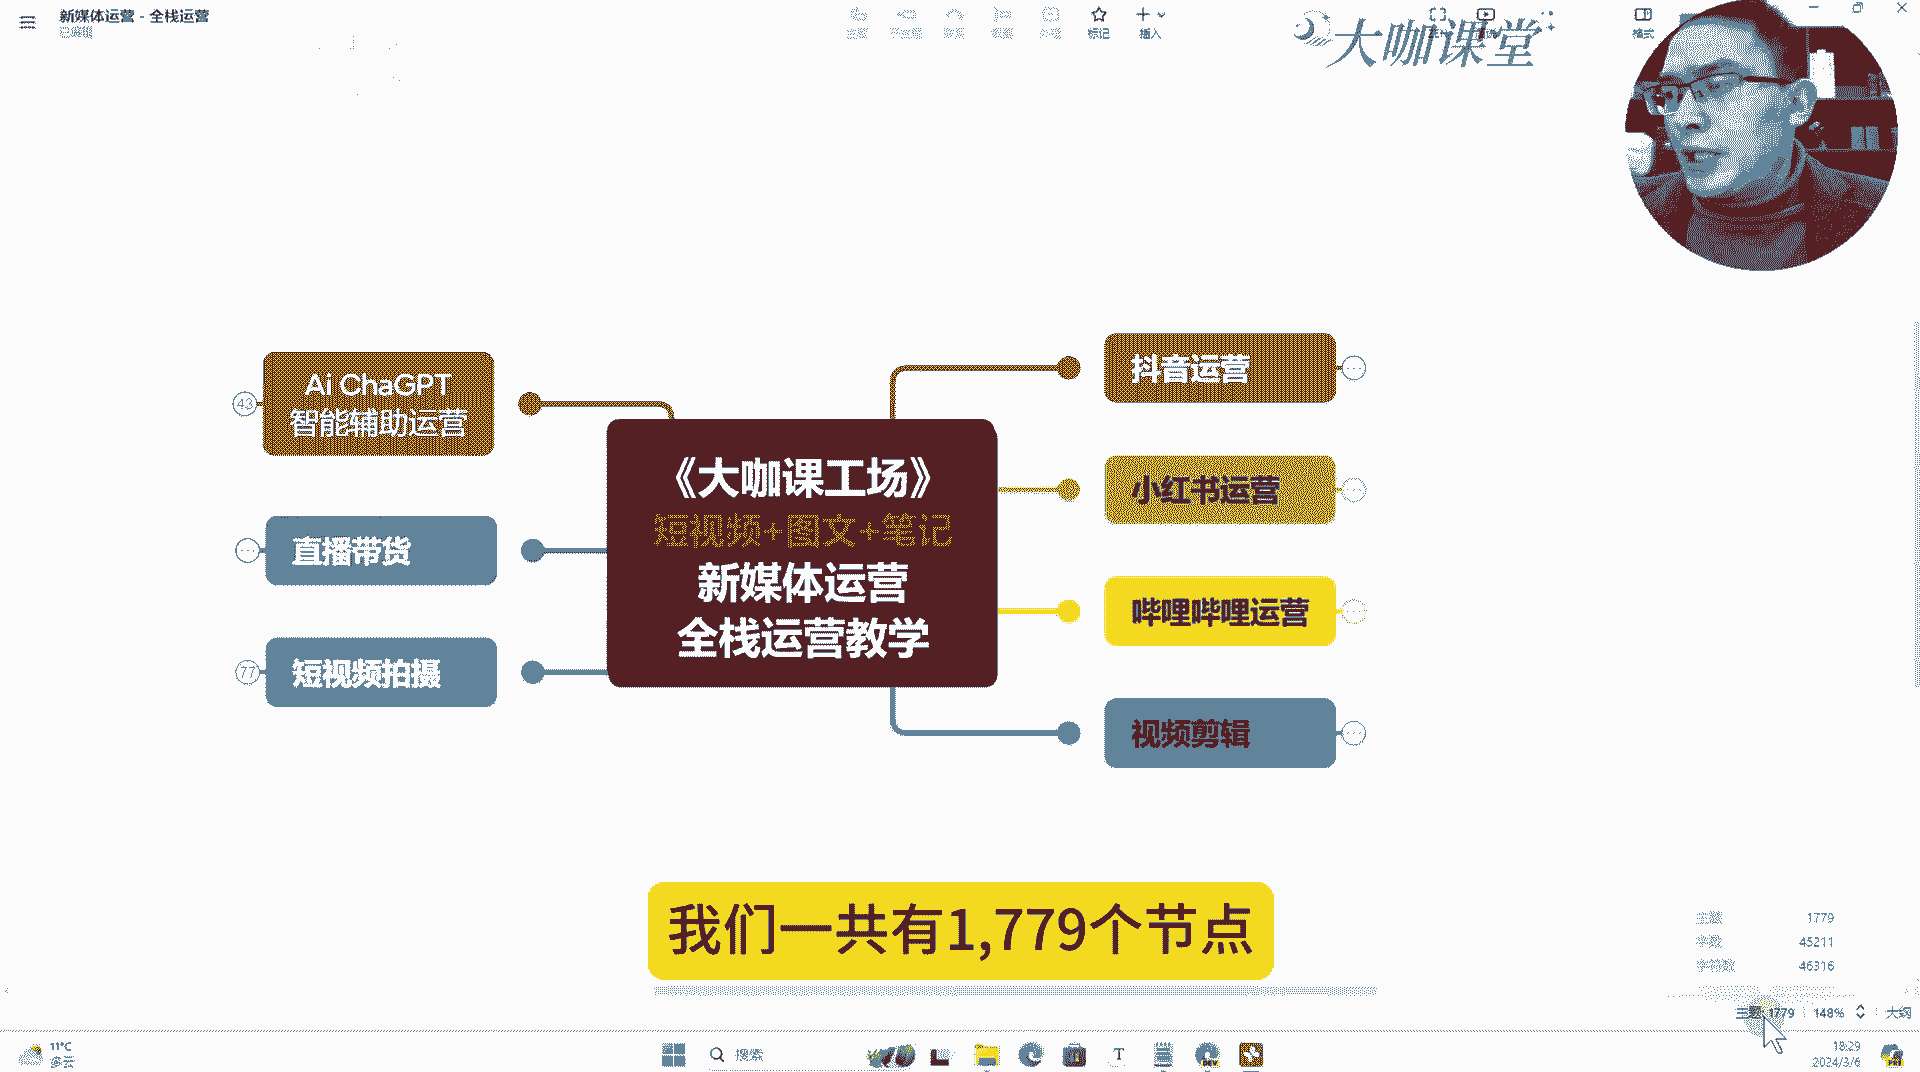 新媒体运营 - 全栈运营
已编辑
标记
插入
格式
大咖课堂
Ai ChaGPT
智能辅助运营
43
直播带货
短视频拍摄
77
《大咖课工场》
短视频+图文+笔记
新媒体运营
全栈运营教学
抖音运营
小红书运营
哔哩哔哩运营
视频剪辑
我们一共有1,779个节点
主题 1779
字数 45211
字符数 46316
主题 1779
148%
大纲
11°C
多云
搜索
18:29
2024/3/6